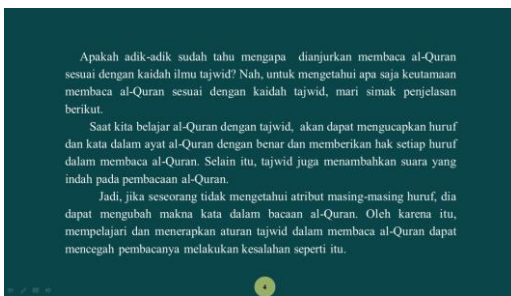 Apakah adik-adik sudah tahu mengapa dianjurkan membaca al-Quran
sesuai dengan kaidah ilmu tajwid? Nah, untuk mengetahui apa saja keutamaan
membaca al-Quran sesuai dengan kaidah tajwid, mari simak penjelasan
berikut.
Saat kita belajar al-Quran dengan tajwid, akan dapat mengucapkan huruf
dan kata dalam ayat al-Quran dengan benar dan memberikan hak setiap huruf
dalam membaca al-Quran. Selain itu, tajwid juga menambahkan suara yang
indah pada pembacaan al-Quran.
Jadi, jika seseorang tidak mengetahui atribut masing-masing huruf, dia
dapat mengubah makna kata dalam bacaan al-Quran. Oleh karena itu,
mempelajari dan menerapkan aturan tajwid dalam membaca al-Quran dapat
mencegah pembacanya melakukan kesalahan seperti itu.
4